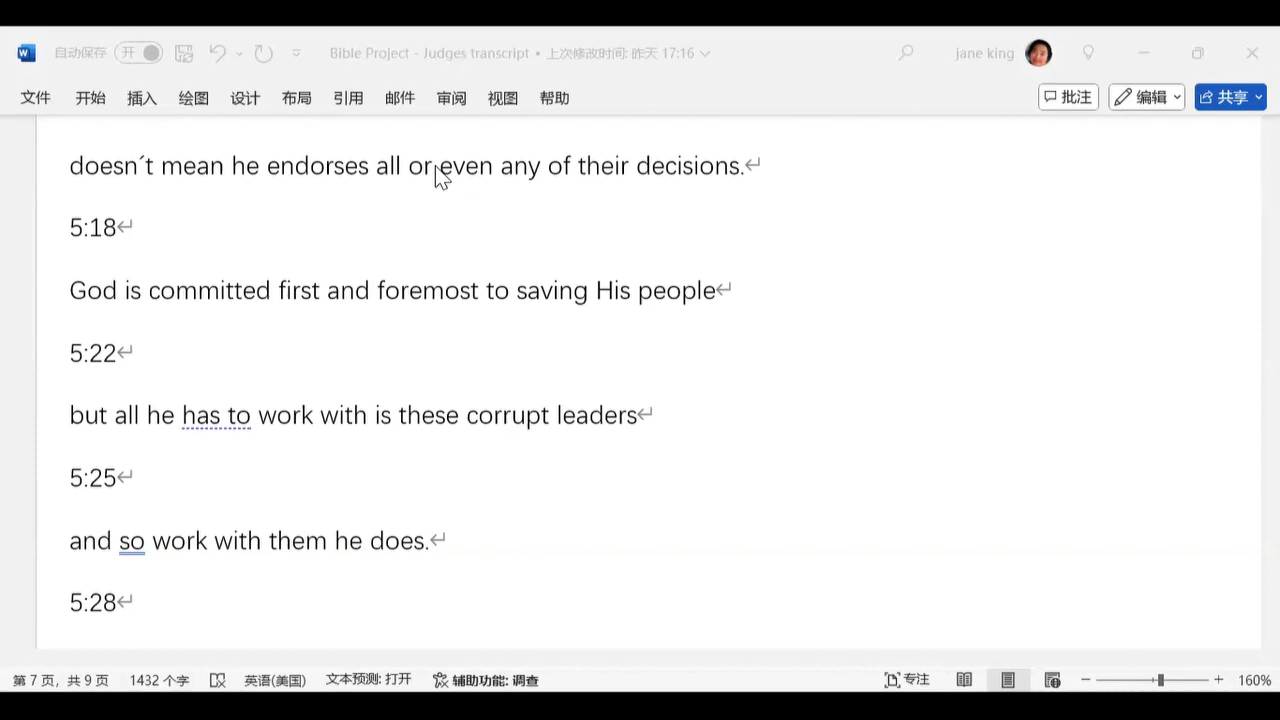 自动保存 开 Bible Project - Judges transcript • 上次修改时间: 昨天 17:16 jane king
文件 开始 插入 绘图 设计 布局 引用 邮件 审阅 视图 帮助 批注 编辑 共享
doesn´t mean he endorses all or even any of their decisions.↵
5:18↵
God is committed first and foremost to saving His people↵
5:22↵
but all he has to work with is these corrupt leaders↵
5:25↵
and so work with them he does.↵
5:28↵
第 7 页，共 9 页 1432 个字 英语(美国) 文本预测: 打开 辅助功能: 调查 专注 160%